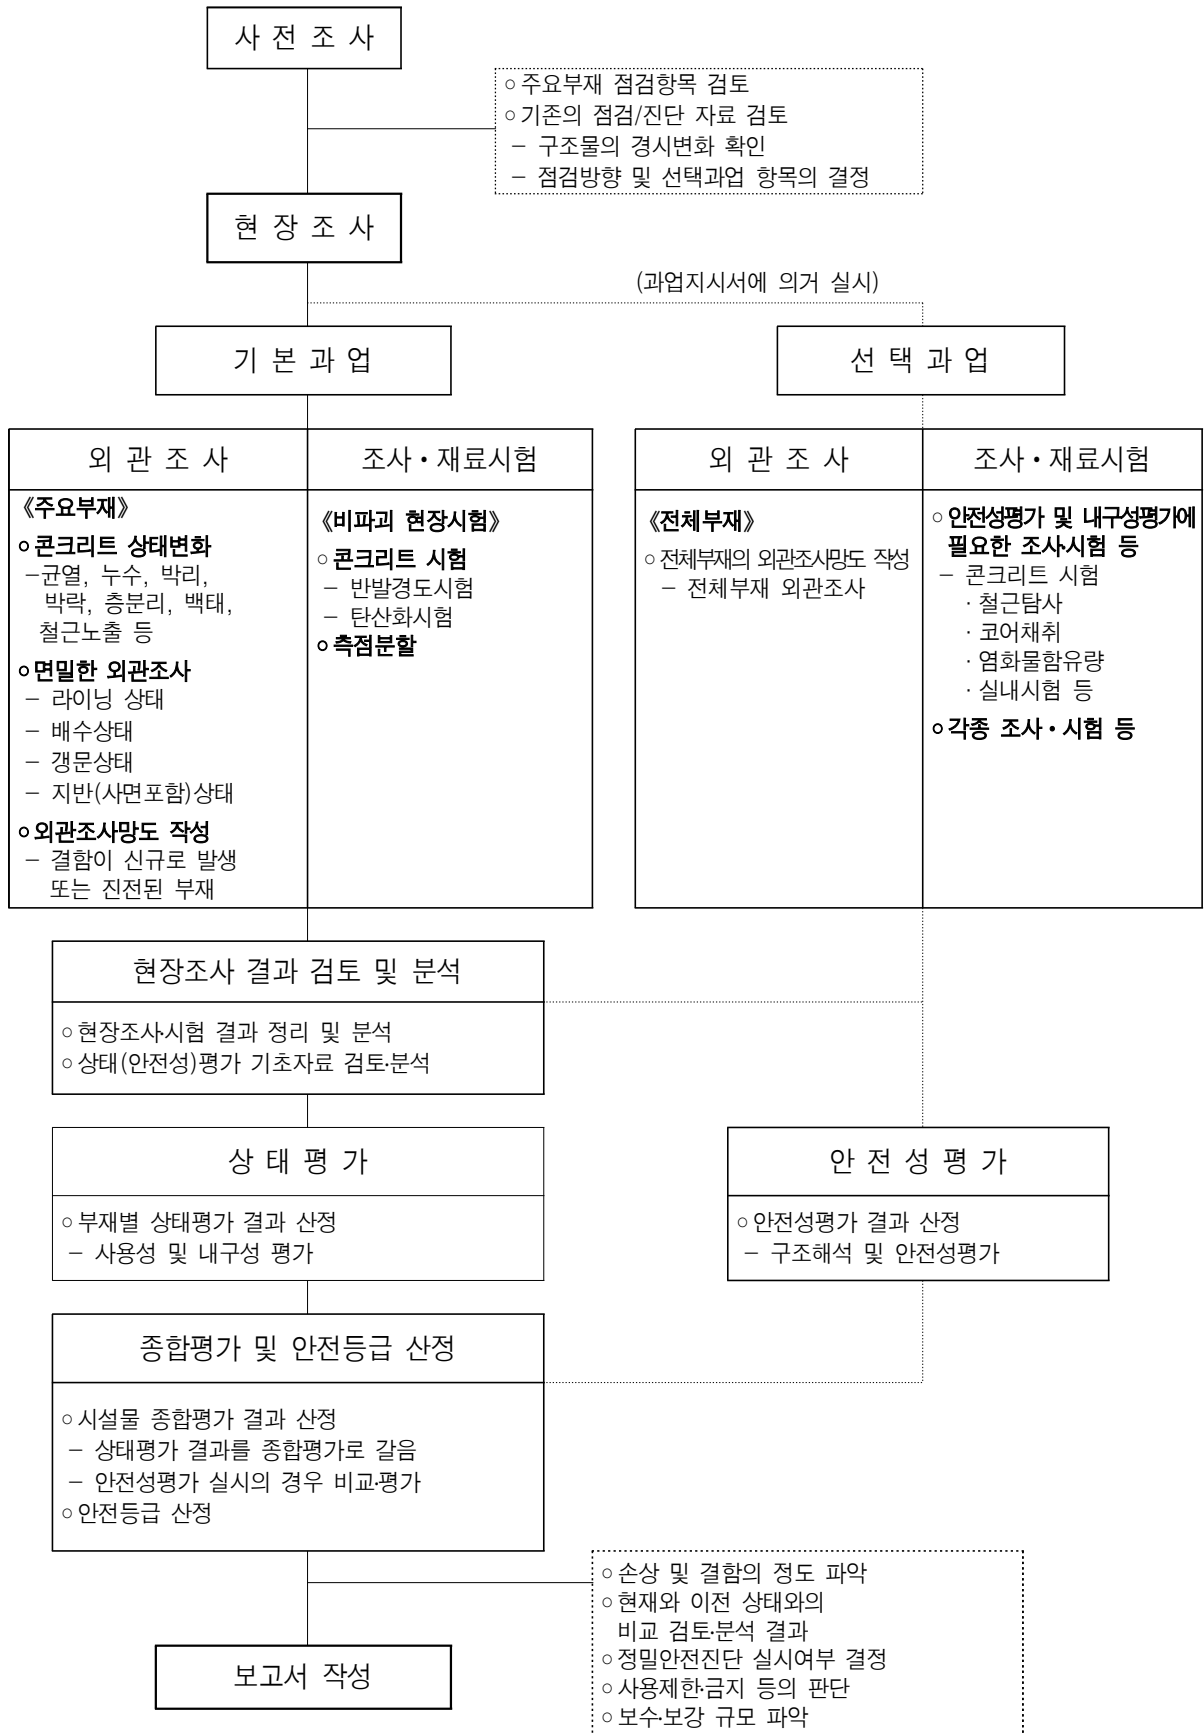 사 전 조 사
○ 주요부재 점검항목 검토
○ 기존의 점검/진단 자료 검토
－ 구조물의 경시변화 확인
－ 점검방향 및 선택과업 항목의 결정
현 장 조 사
(과업지시서에 의거 실시)
기 본 과 업
선 택 과 업
외 관 조 사
조사・재료시험
《주요부재》
○ 콘크리트 상태변화
－균열, 누수, 박리,
박락, 층분리, 백태,
철근노출 등
○ 면밀한 외관조사
－ 라이닝 상태
－ 배수상태
－ 갱문상태
－ 지반(사면포함)상태
○ 외관조사망도 작성
－ 결함이 신규로 발생
또는 진전된 부재
《비파괴 현장시험》
○ 콘크리트 시험
－ 반발경도시험
－ 탄산화시험
○ 측점분할
외 관 조 사
조사・재료시험
《전체부재》
○ 전체부재의 외관조사망도 작성
－ 전체부재 외관조사
○ 안전성평가 및 내구성평가에
필요한 조사·시험 등
－ 콘크리트 시험
· 철근탐사
· 코어채취
· 염화물함유량
· 실내시험 등
○ 각종 조사・시험 등
현장조사 결과 검토 및 분석
○ 현장조사·시험 결과 정리 및 분석
○ 상태(안전성)평가 기초자료 검토·분석
상 태 평 가
○ 부재별 상태평가 결과 산정
－ 사용성 및 내구성 평가
안 전 성 평 가
○ 안전성평가 결과 산정
－ 구조해석 및 안전성평가
종합평가 및 안전등급 산정
○ 시설물 종합평가 결과 산정
－ 상태평가 결과를 종합평가로 갈음
－ 안전성평가 실시의 경우 비교·평가
○ 안전등급 산정
○ 손상 및 결함의 정도 파악
○ 현재와 이전 상태와의
비교 검토·분석 결과
○ 정밀안전진단 실시여부 결정
○ 사용제한·금지 등의 판단
○ 보수·보강 규모 파악
보고서 작성